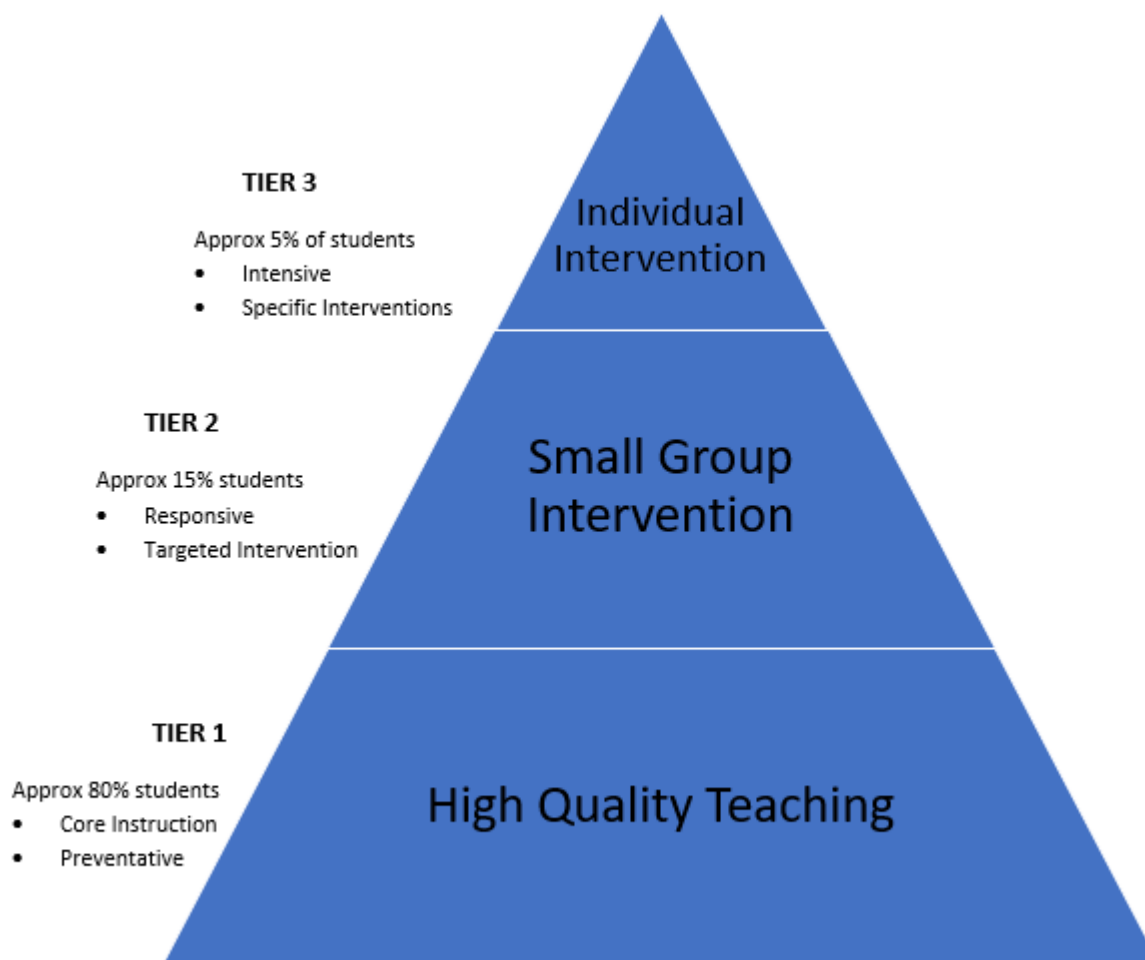 TIER 3
Approx 5% of students
• Intensive
• Specific Interventions
Individual
Intervention
TIER 2
Approx 15% students
• Responsive
• Targeted Intervention
Small Group
Intervention
TIER 1
Approx 80% students
• Core Instruction
• Preventative
High Quality Teaching